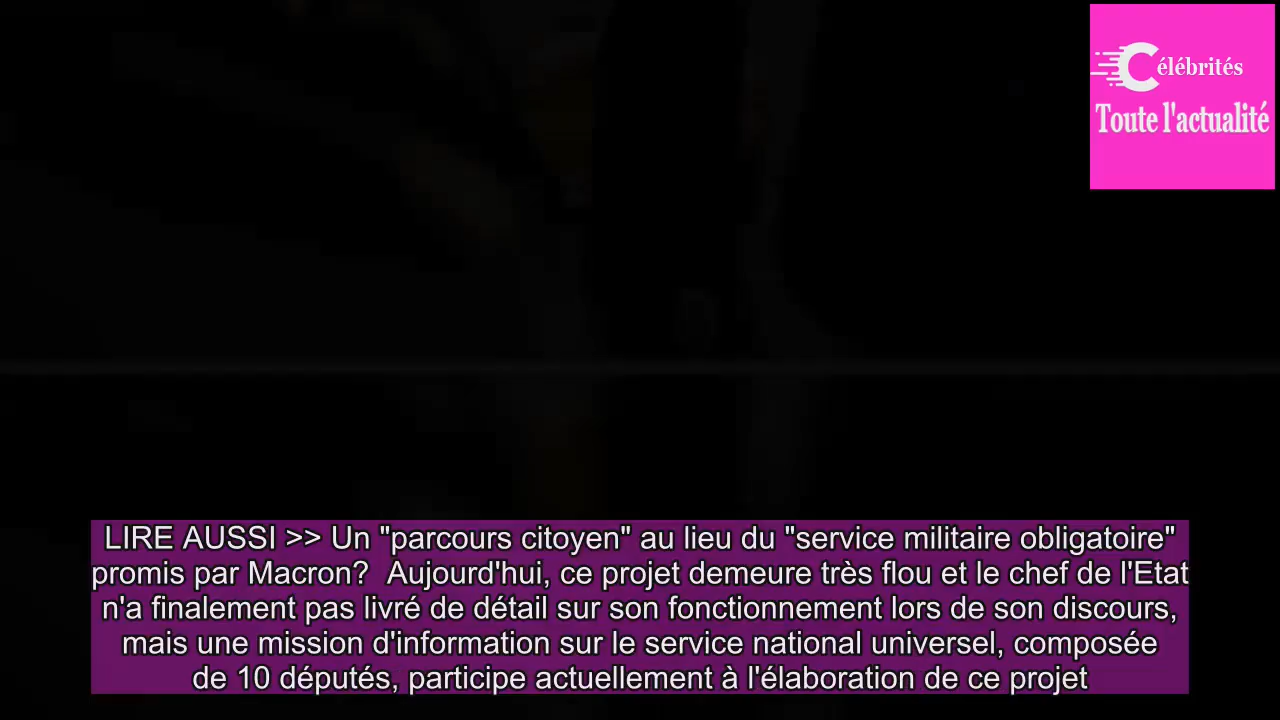 Célébrités
Toute l'actualité
LIRE AUSSI >> Un "parcours citoyen" au lieu du "service militaire obligatoire"
promis par Macron?  Aujourd'hui, ce projet demeure très flou et le chef de l'Etat
n'a finalement pas livré de détail sur son fonctionnement lors de son discours,
mais une mission d'information sur le service national universel, composée
de 10 députés, participe actuellement à l'élaboration de ce projet